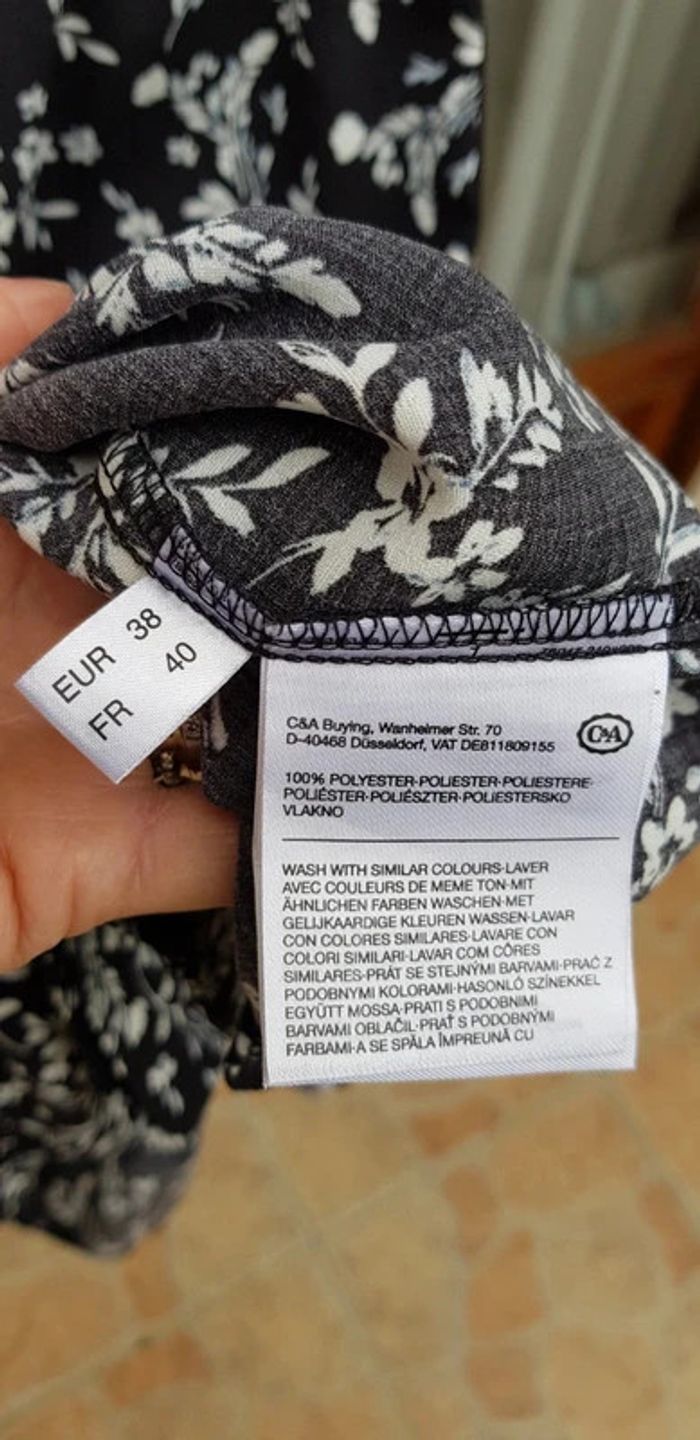 EUR 38
FR 40
C&A Buying, Wanheimer Str. 70
D-40468 Düsseldorf, VAT DE811809155
C&A
100% POLYESTER·POLIESTER·POLIESTERE·
POLIÉSTER·POLIÉSZTER·POLIESTERSKO
VLAKNO
WASH WITH SIMILAR COLOURS·LAVER
AVEC COULEURS DE MEME TON·MIT
ÄHNLICHEN FARBEN WASCHEN·MET
GELIJKAARDIGE KLEUREN WASSEN·LAVAR
CON COLORES SIMILARES·LAVARE CON
COLORI SIMILARI·LAVAR COM CÔRES
SIMILARES·PRÁT SE STEJNÝMI BARVAMI·PRAĆ Z
PODOBNYMI KOLORAMI·HASONLÓ SZÍNEKKEL
EGYÜTT MOSSA·PRATI S PODOBNIMI
BARVAMI OBLAČIL·PRAŤ S PODOBNÝMI
FARBAMI·A SE SPĂLA ÎMPREUNĂ CU